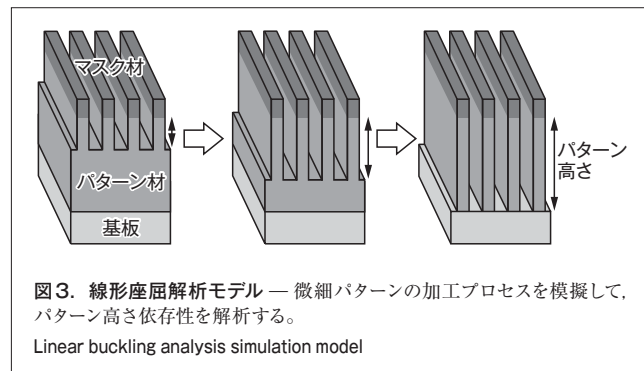 マスク材
パターン材
基板
パターン
高さ
図3. 線形座屈解析モデル — 微細パターンの加工プロセスを模擬して,
パターン高さ依存性を解析する。
Linear buckling analysis simulation model